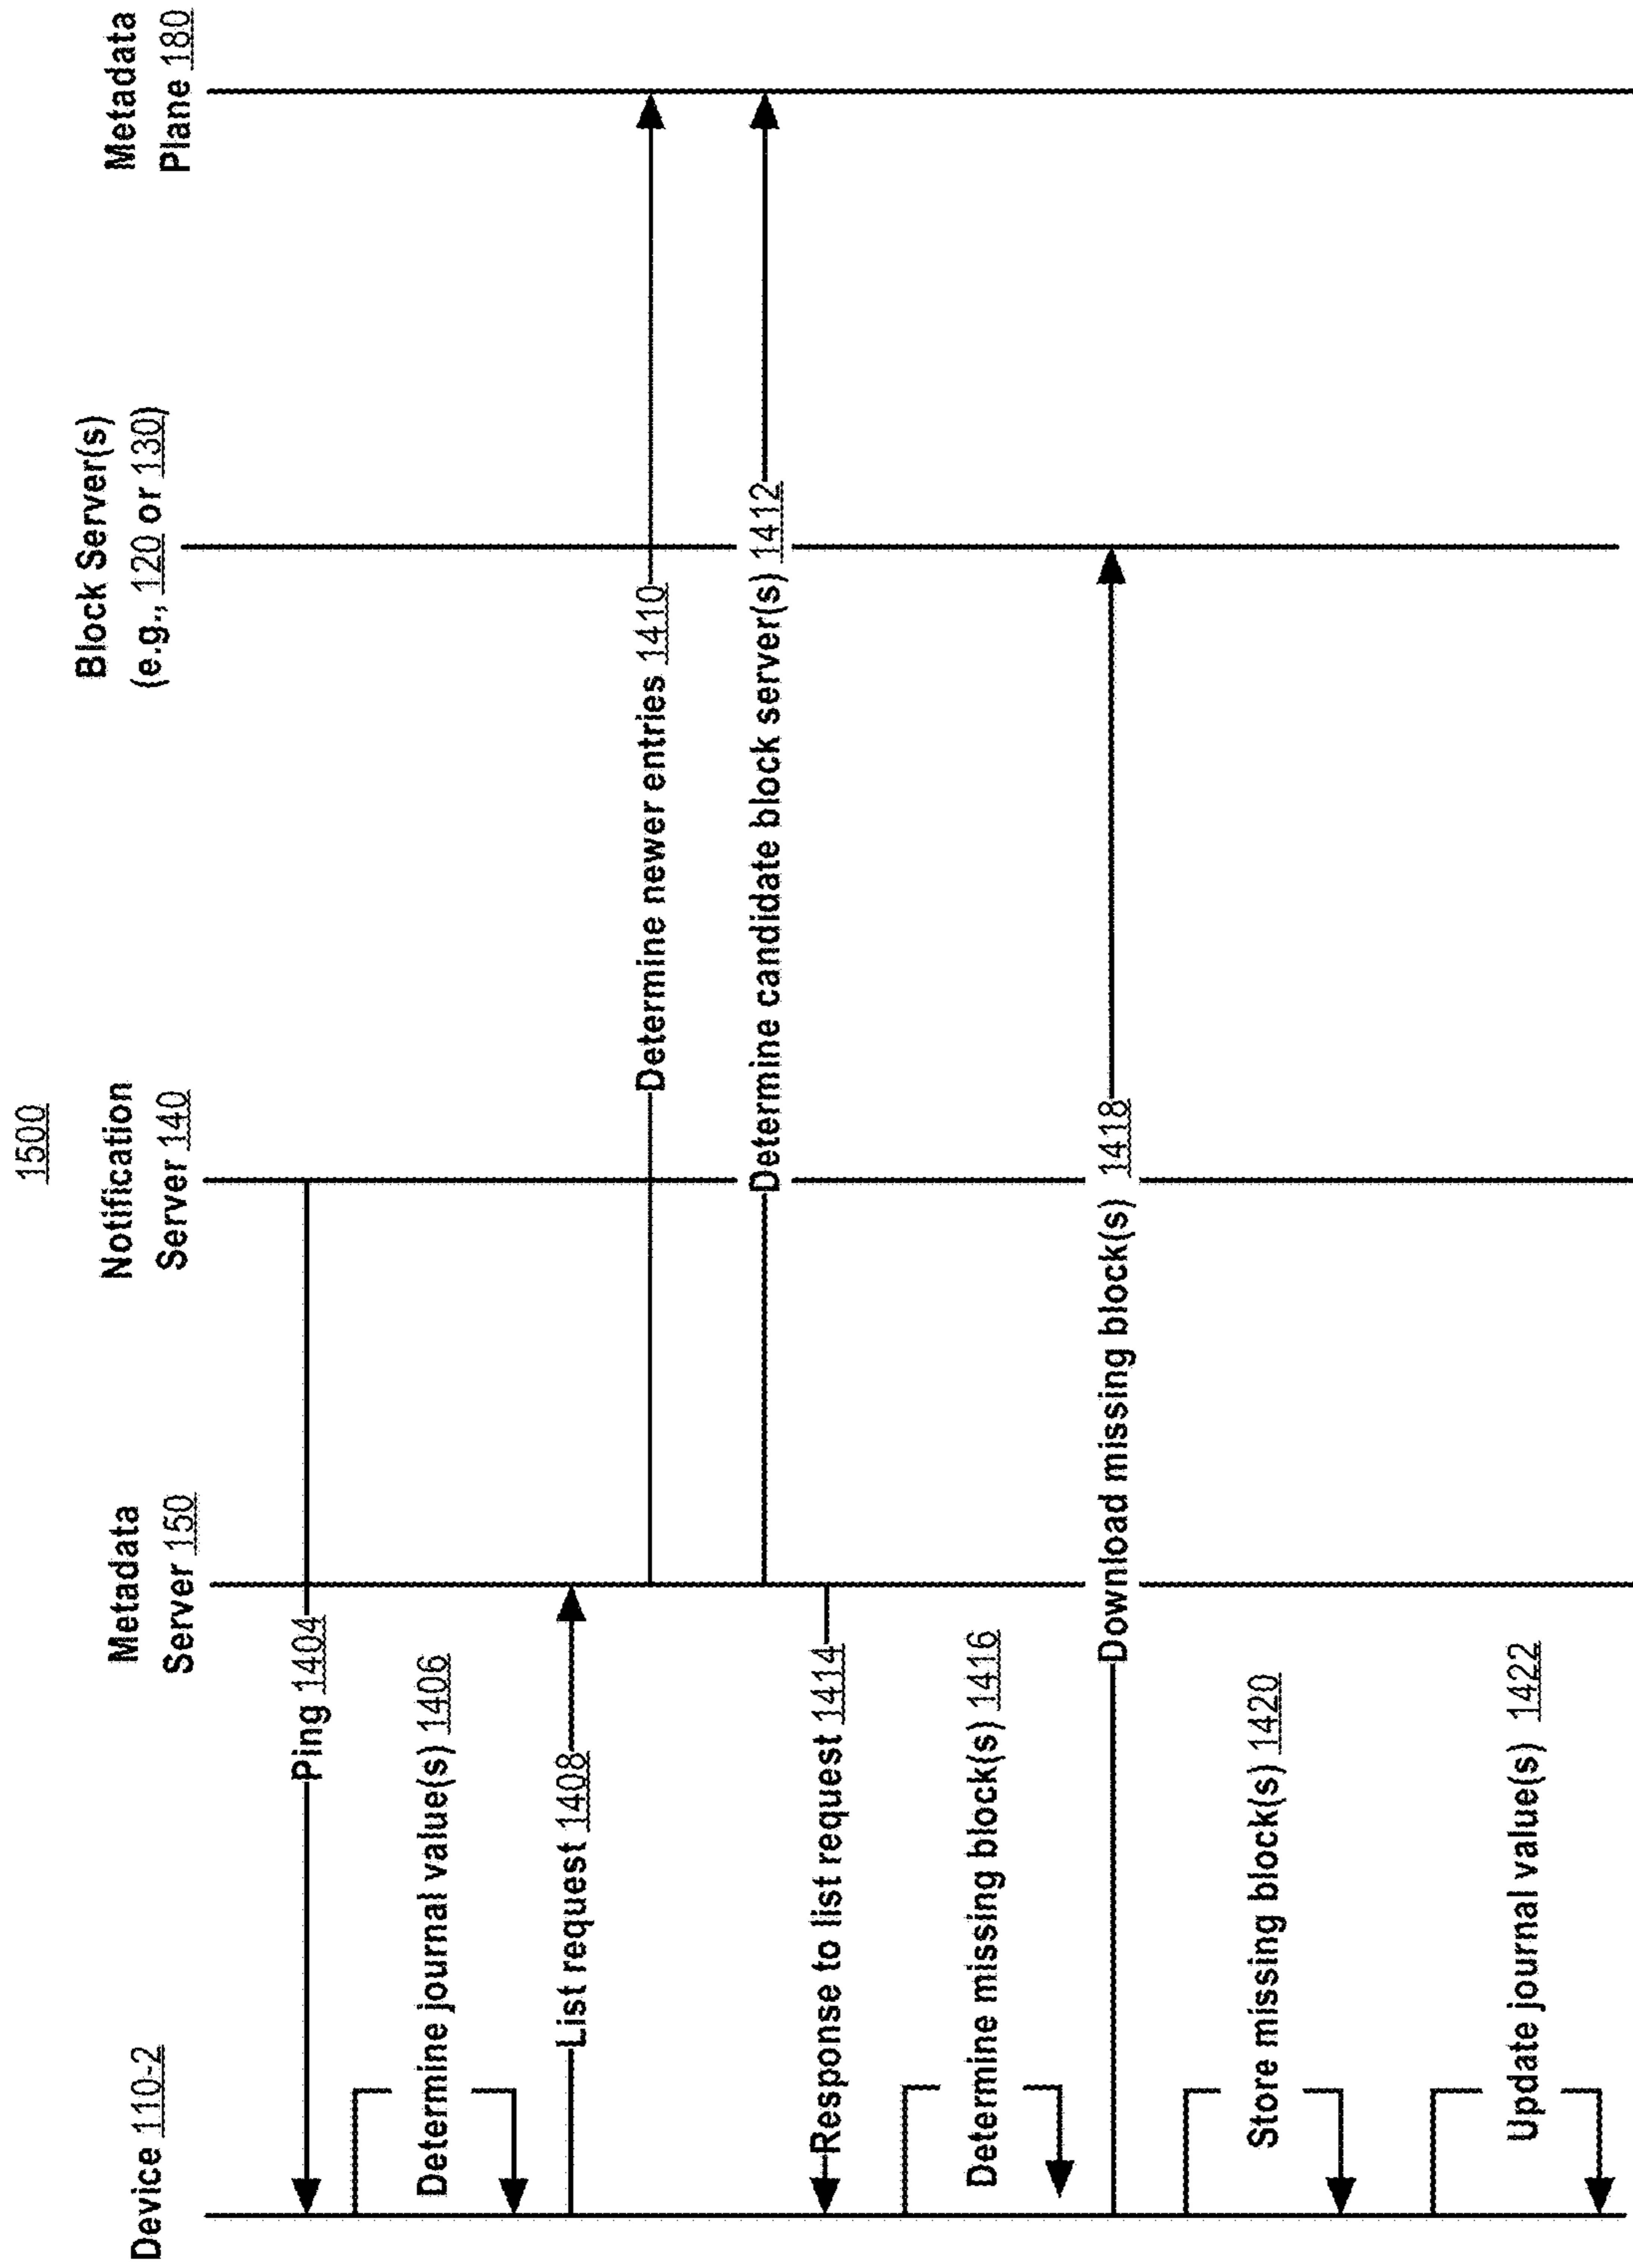 1500
Device 110-2
Metadata
Server 150
Notification
Server 140
Block Server(s)
(e.g., 120 or 130)
Metadata
Plane 180
Ping 1404
Determine journal value(s) 1406
List request 1408
Determine newer entries 1410
Determine candidate block server(s) 1412
Response to list request 1414
Determine missing block(s) 1416
Download missing block(s) 1418
Store missing block(s) 1420
Update journal value(s) 1422